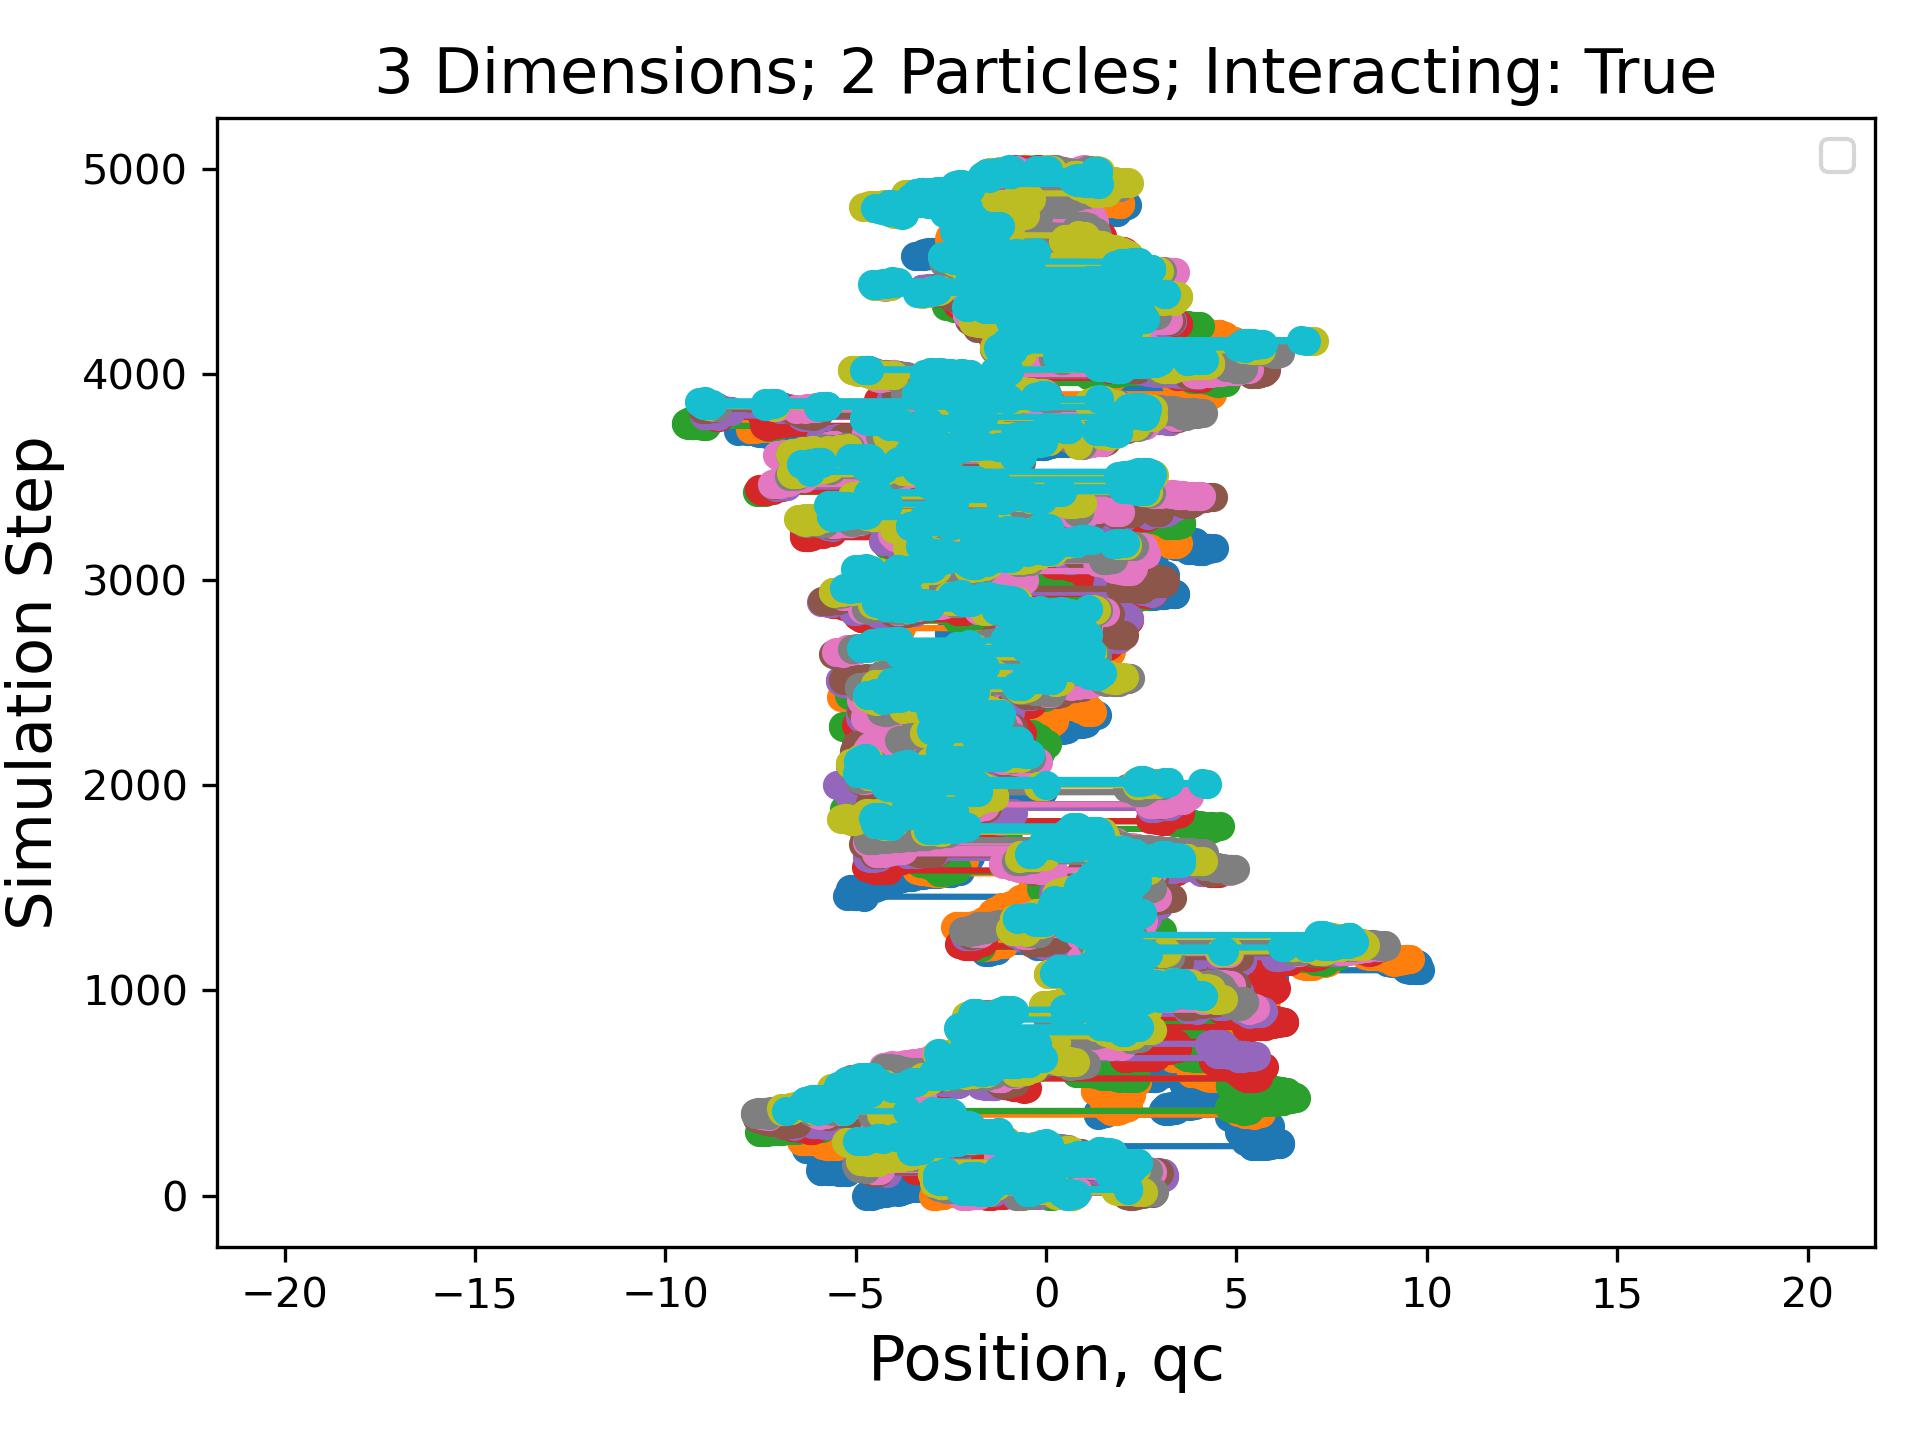 3 Dimensions; 2 Particles; Interacting: True
Simulation Step
5000
4000
3000
2000
1000
0
−20 −15 −10 −5 0 5 10 15 20
Position, qc